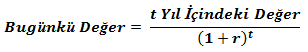 Bugünkü Değer = t Yıl İçindeki Değer / (1 + r)^t